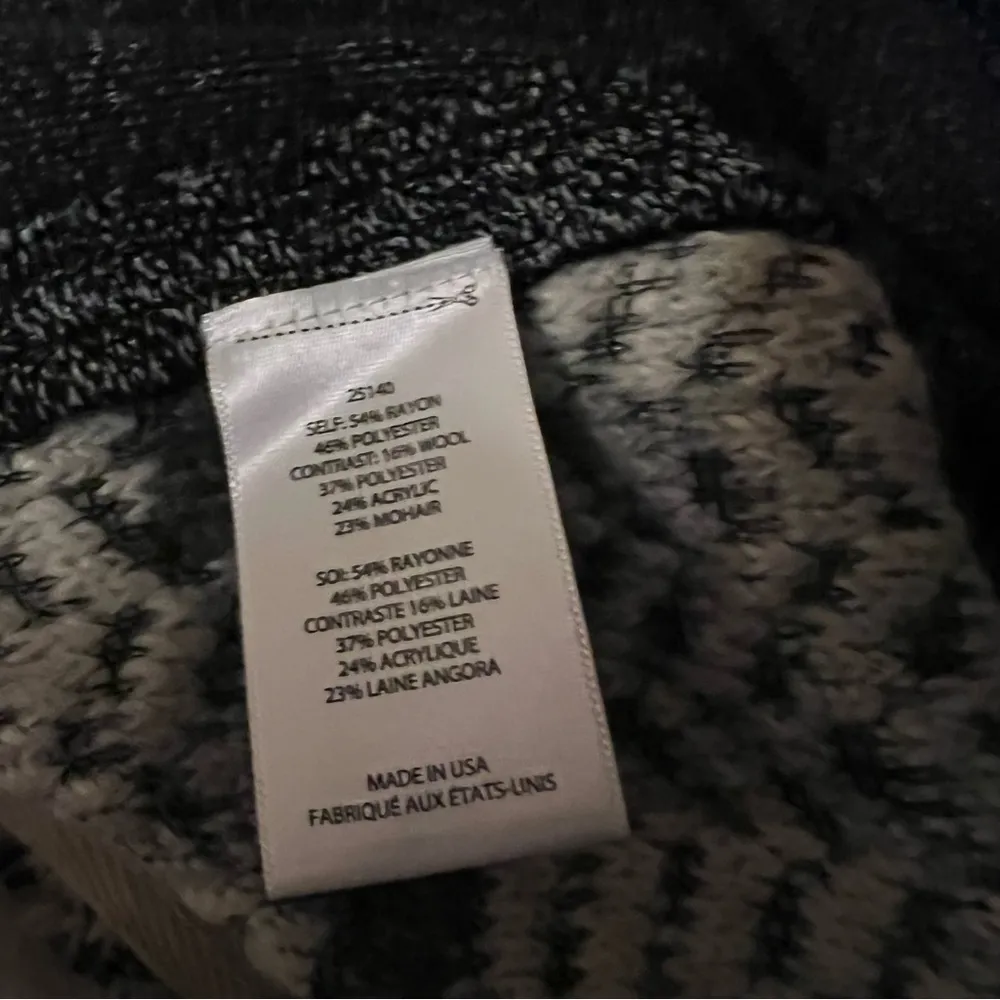 25140
SELF: 54% RAYON
46% POLYESTER
CONTRAST: 16% WOOL
37% POLYESTER
24% ACRYLIC
23% MOHAIR
SOI: 54% RAYONNE
46% POLYESTER
CONTRASTE 16% LAINE
37% POLYESTER
24% ACRYLIQUE
23% LAINE ANGORA
MADE IN USA
FABRIQUÉ AUX ÉTATS-UNIS